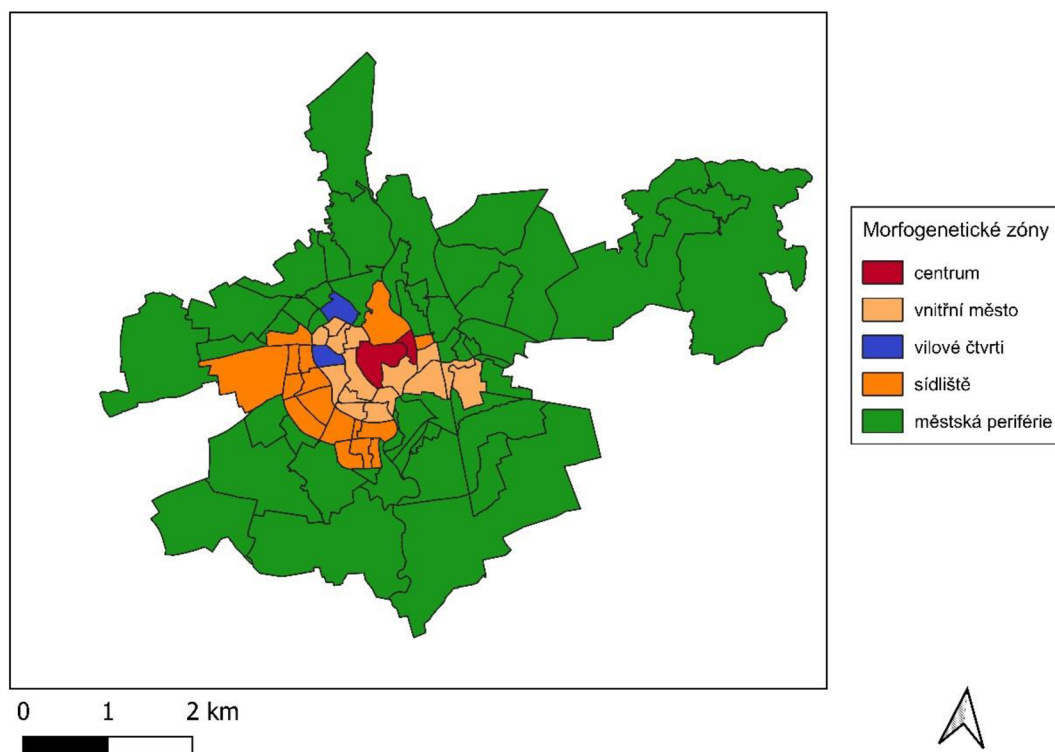 Morfogenetické zóny
centrum
vnitřní město
vilové čtvrti
sídliště
městská periférie
0 1 2 km